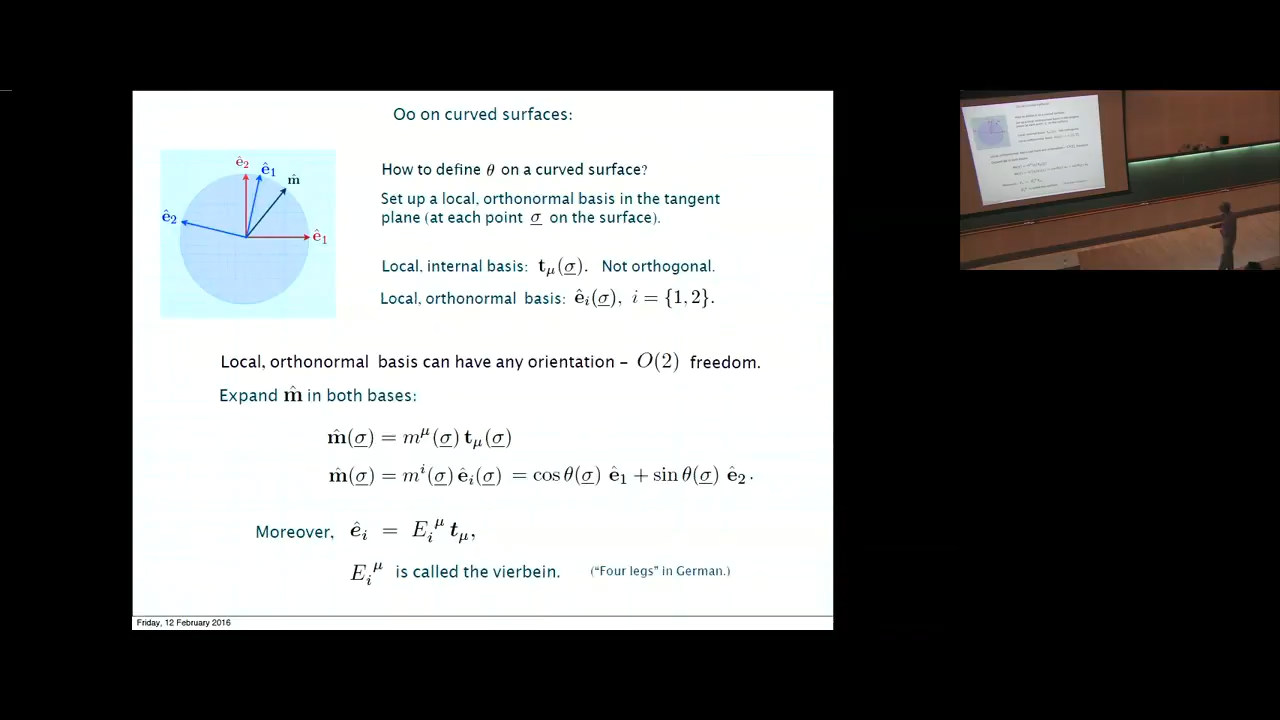 Oo on curved surfaces:
ê₂
ê₁
m̂
ê₂
ê₁
How to define θ on a curved surface?
Set up a local, orthonormal basis in the tangent
plane (at each point σ on the surface).
Local, internal basis: t_μ(σ). Not orthogonal.
Local, orthonormal basis: ê_i(σ), i = {1, 2}.
Local, orthonormal basis can have any orientation – O(2) freedom.
Expand m̂ in both bases:
m̂(σ) = m^μ(σ) t_μ(σ)
m̂(σ) = m^i(σ) ê_i(σ) = cos θ(σ) ê₁ + sin θ(σ) ê₂ .
Moreover, ê_i = E_i^μ t_μ,
E_i^μ is called the vierbein. ("Four legs" in German.)
Friday, 12 February 2016